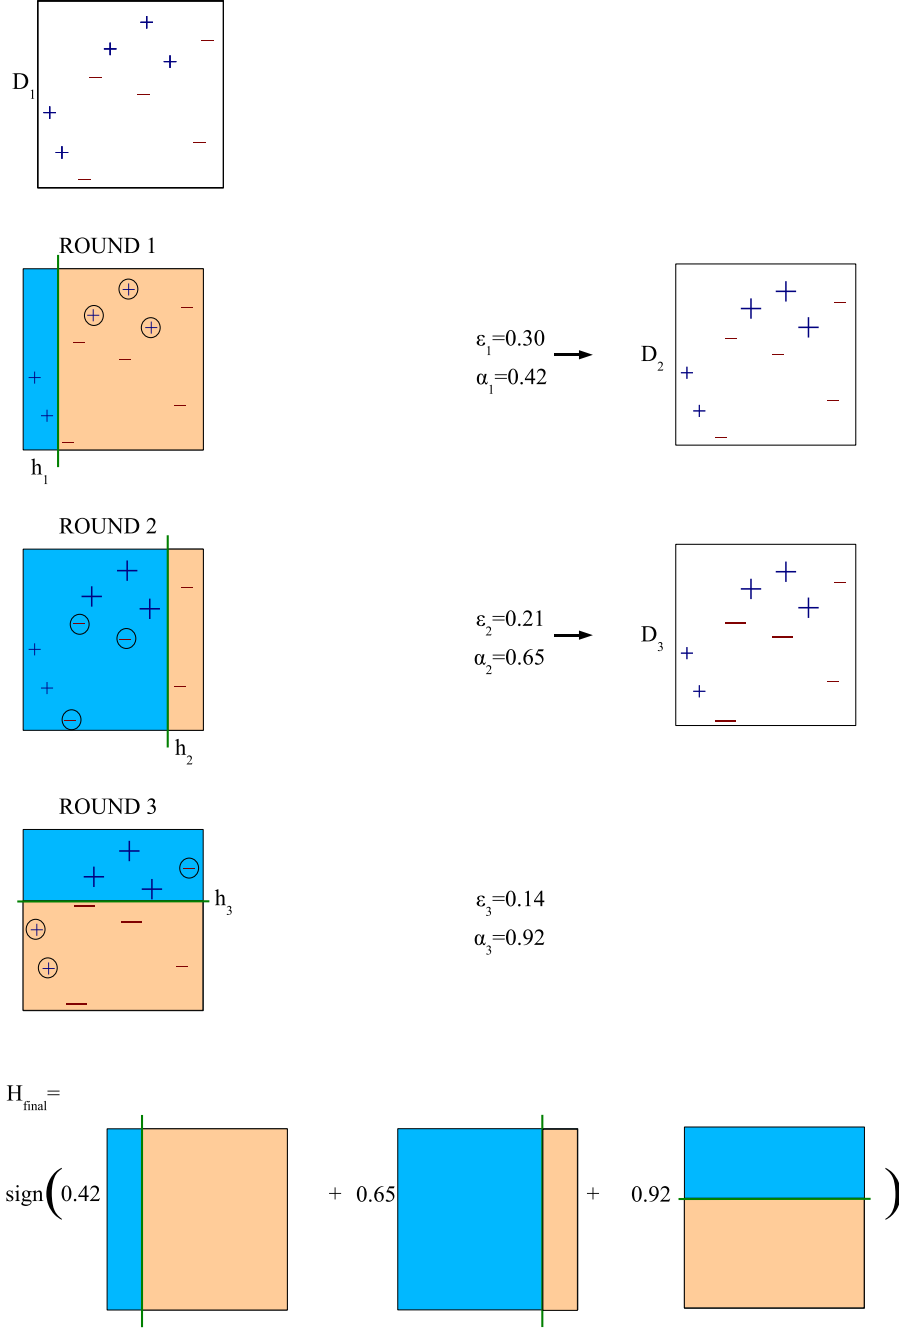 D₁
ROUND 1
ε₁=0.30
α₁=0.42
D₂
h₁
ROUND 2
ε₂=0.21
α₂=0.65
D₃
h₂
ROUND 3
h₃
ε₃=0.14
α₃=0.92
H_final=
sign(0.42 + 0.65 + 0.92 )